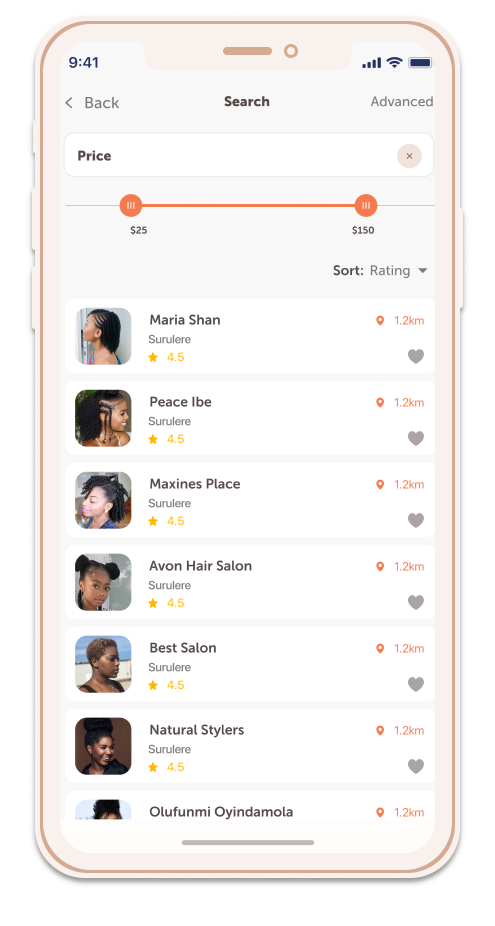 9:41
Back Search Advanced
Price
$25 $150
Sort: Rating
Maria Shan 1.2km
Surulere
4.5
Peace Ibe 1.2km
Surulere
4.5
Maxines Place 1.2km
Surulere
4.5
Avon Hair Salon 1.2km
Surulere
4.5
Best Salon 1.2km
Surulere
4.5
Natural Stylers 1.2km
Surulere
4.5
Olufunmi Oyindamola 1.2km